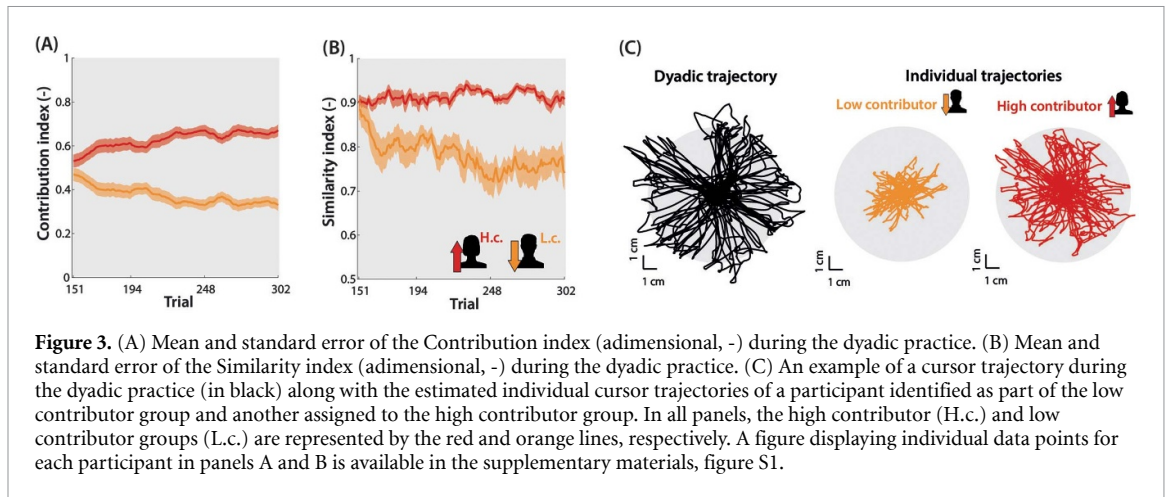 (A)
1
0.8
0.6
0.4
0.2
0
Contribution index (-)
151 194 248 302
Trial
(B)
1
0.9
0.8
0.7
0.6
0.5
Similarity index (-)
H.c. L.c.
151 194 248 302
Trial
(C)
Dyadic trajectory
1 cm
1 cm
Individual trajectories
Low contributor
1 cm
1 cm
High contributor
1 cm
1 cm
Figure 3. (A) Mean and standard error of the Contribution index (adimensional, -) during the dyadic practice. (B) Mean and
standard error of the Similarity index (adimensional, -) during the dyadic practice. (C) An example of a cursor trajectory during
the dyadic practice (in black) along with the estimated individual cursor trajectories of a participant identified as part of the low
contributor group and another assigned to the high contributor group. In all panels, the high contributor (H.c.) and low
contributor groups (L.c.) are represented by the red and orange lines, respectively. A figure displaying individual data points for
each participant in panels A and B is available in the supplementary materials, figure S1.